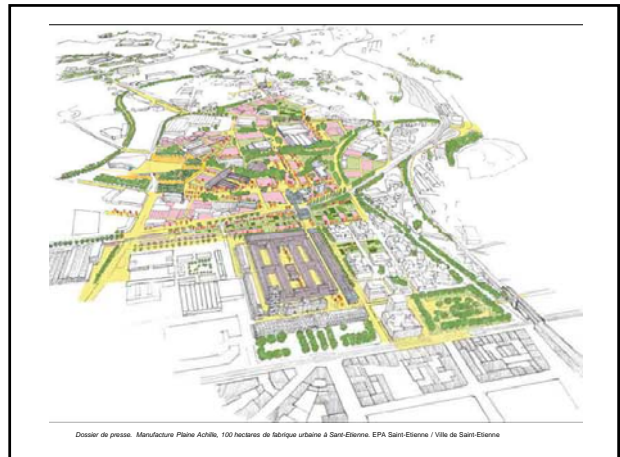 Dossier de presse. Manufacture Plaine Achille, 100 hectares de fabrique urbaine à Sant-Etienne. EPA Saint-Etienne / Ville de Saint-Etienne